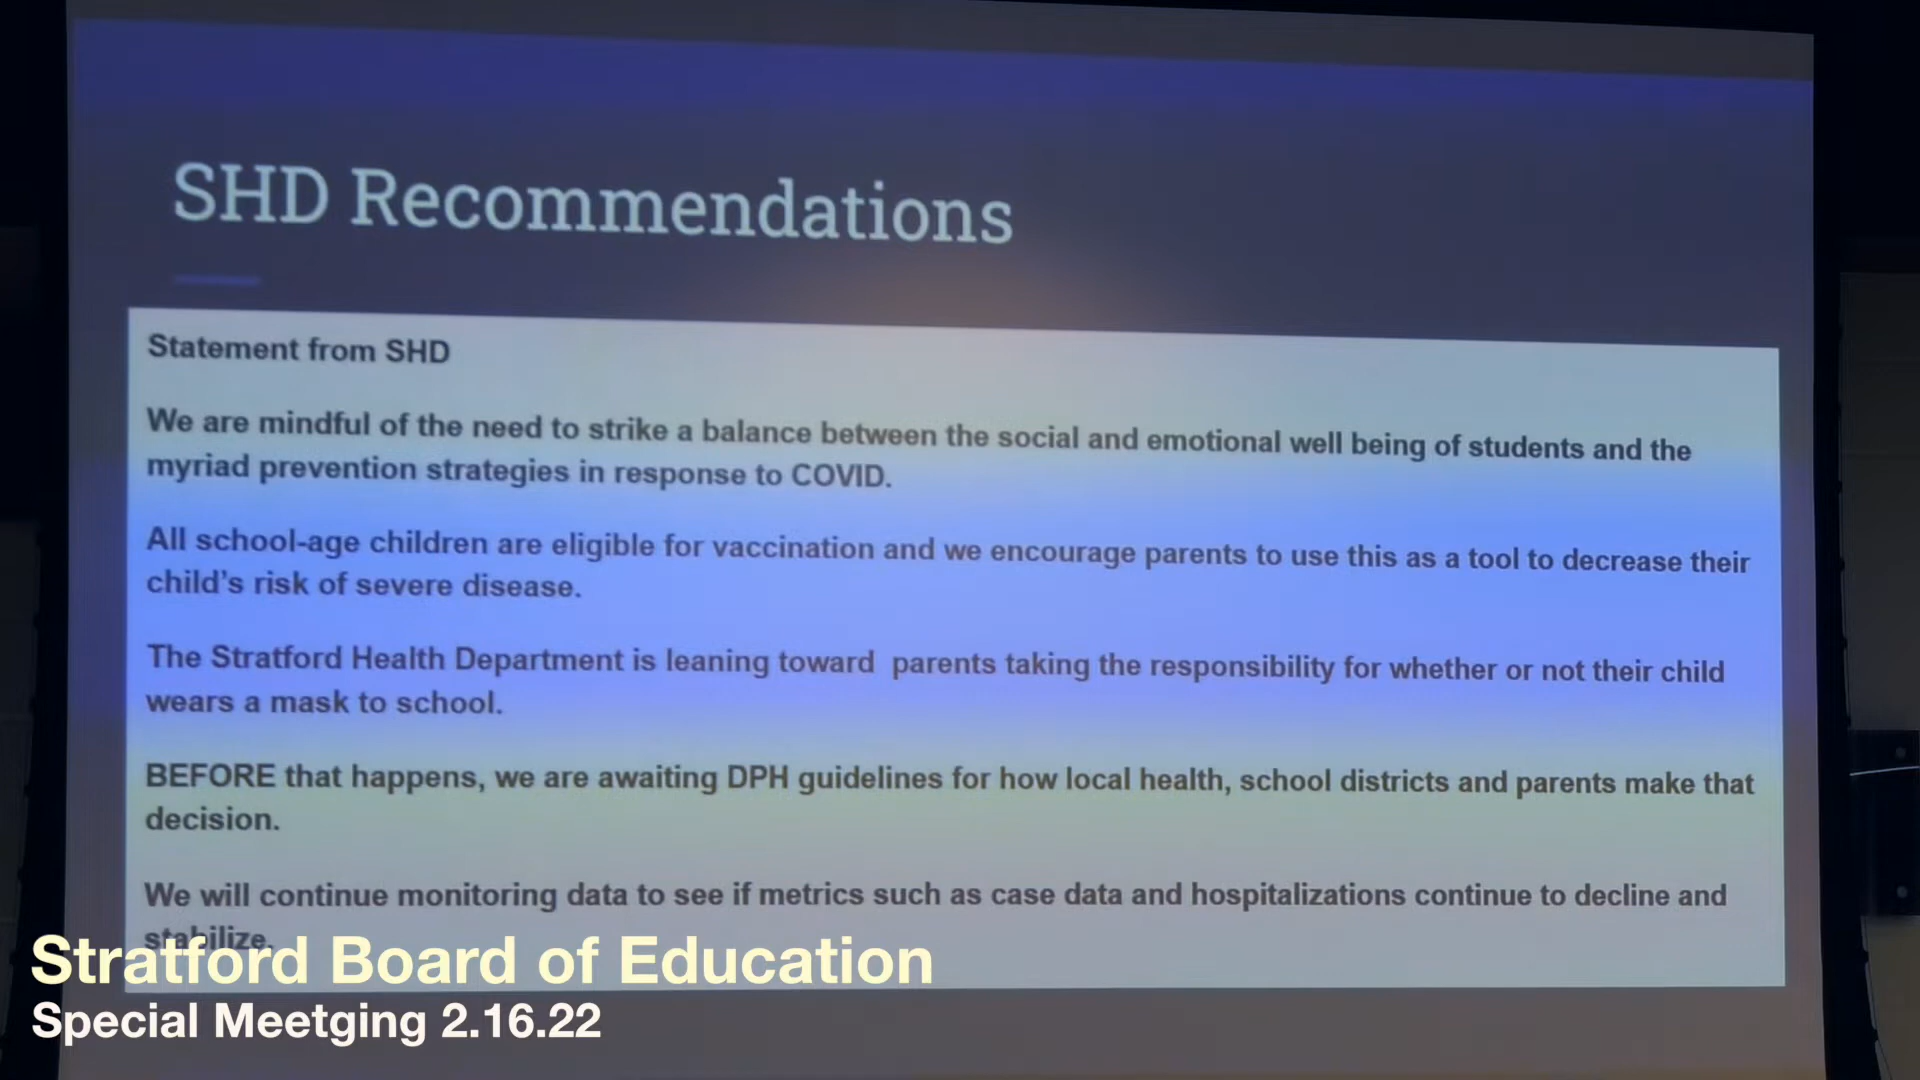 SHD Recommendations
Statement from SHD
We are mindful of the need to strike a balance between the social and emotional well being of students and the
myriad prevention strategies in response to COVID.
All school-age children are eligible for vaccination and we encourage parents to use this as a tool to decrease their
child's risk of severe disease.
The Stratford Health Department is leaning toward parents taking the responsibility for whether or not their child
wears a mask to school.
BEFORE that happens, we are awaiting DPH guidelines for how local health, school districts and parents make that
decision.
We will continue monitoring data to see if metrics such as case data and hospitalizations continue to decline and
stabilize.
Stratford Board of Education
Special Meetging 2.16.22